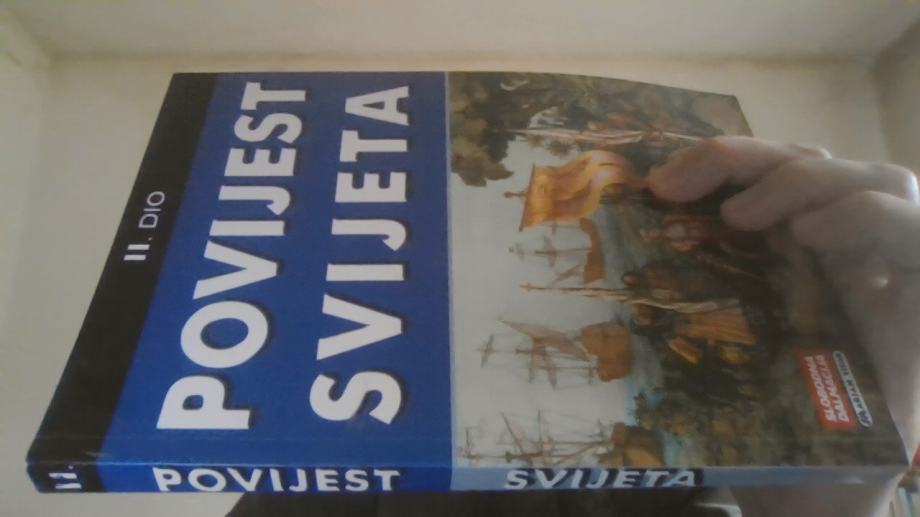 II. DIO
POVIJEST
SVIJETA
SLOBODNA
DALMACIJA
II.
POVIJEST
SVIJETA